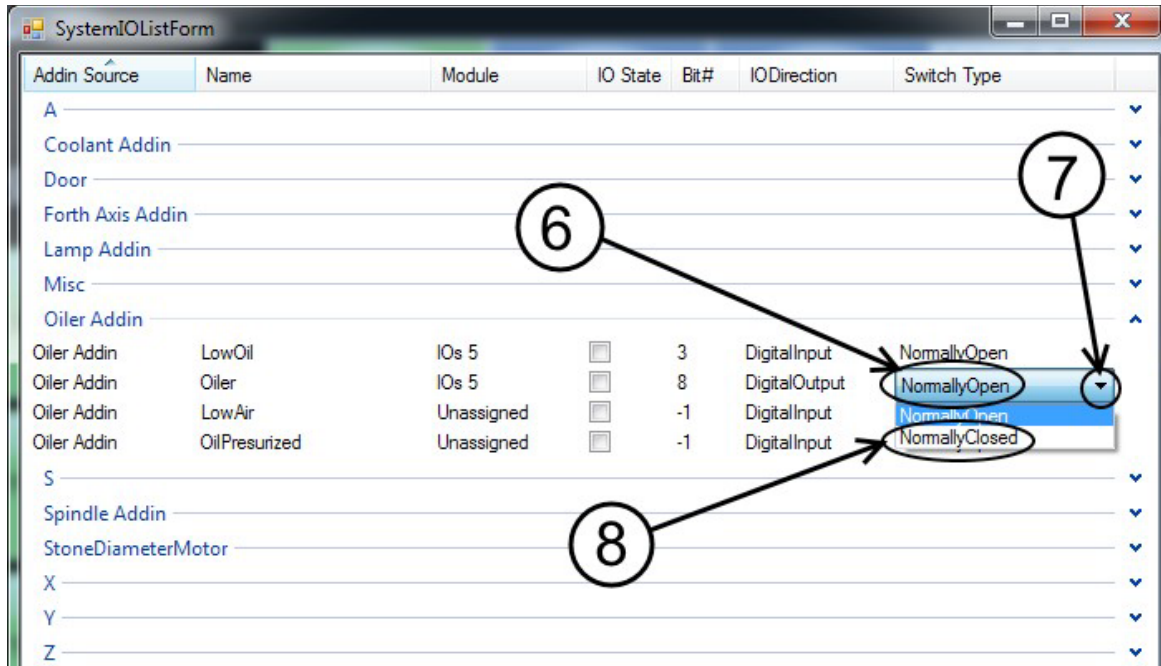 SystemIOListForm
Addin Source Name Module IO State Bit# IODirection Switch Type
A
Coolant Addin
Door
7
Forth Axis Addin
6
Lamp Addin
Misc
Oiler Addin
Oiler Addin LowOil IOs 5 3 DigitalInput NormallyOpen
Oiler Addin Oiler IOs 5 8 DigitalOutput NormallyOpen
Oiler Addin LowAir Unassigned -1 DigitalInput NormallyOpen
Oiler Addin OilPresurized Unassigned -1 DigitalInput NormallyClosed
S
Spindle Addin
8
StoneDiameterMotor
X
Y
Z